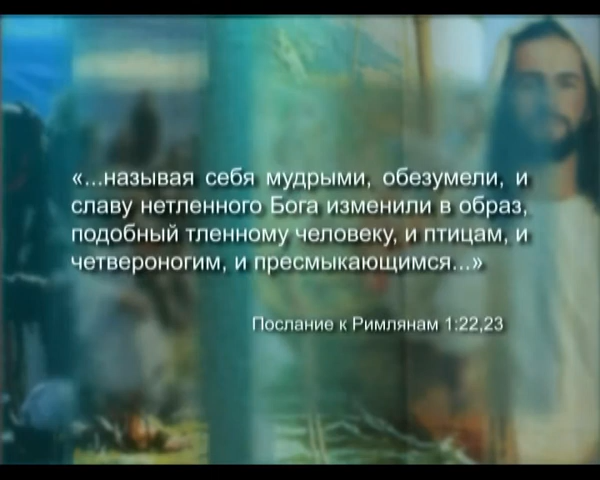 «...называя себя мудрыми, обезумели, и
славу нетленного Бога изменили в образ,
подобный тленному человеку, и птицам, и
четвероногим, и пресмыкающимся...»
Послание к Римлянам 1:22,23